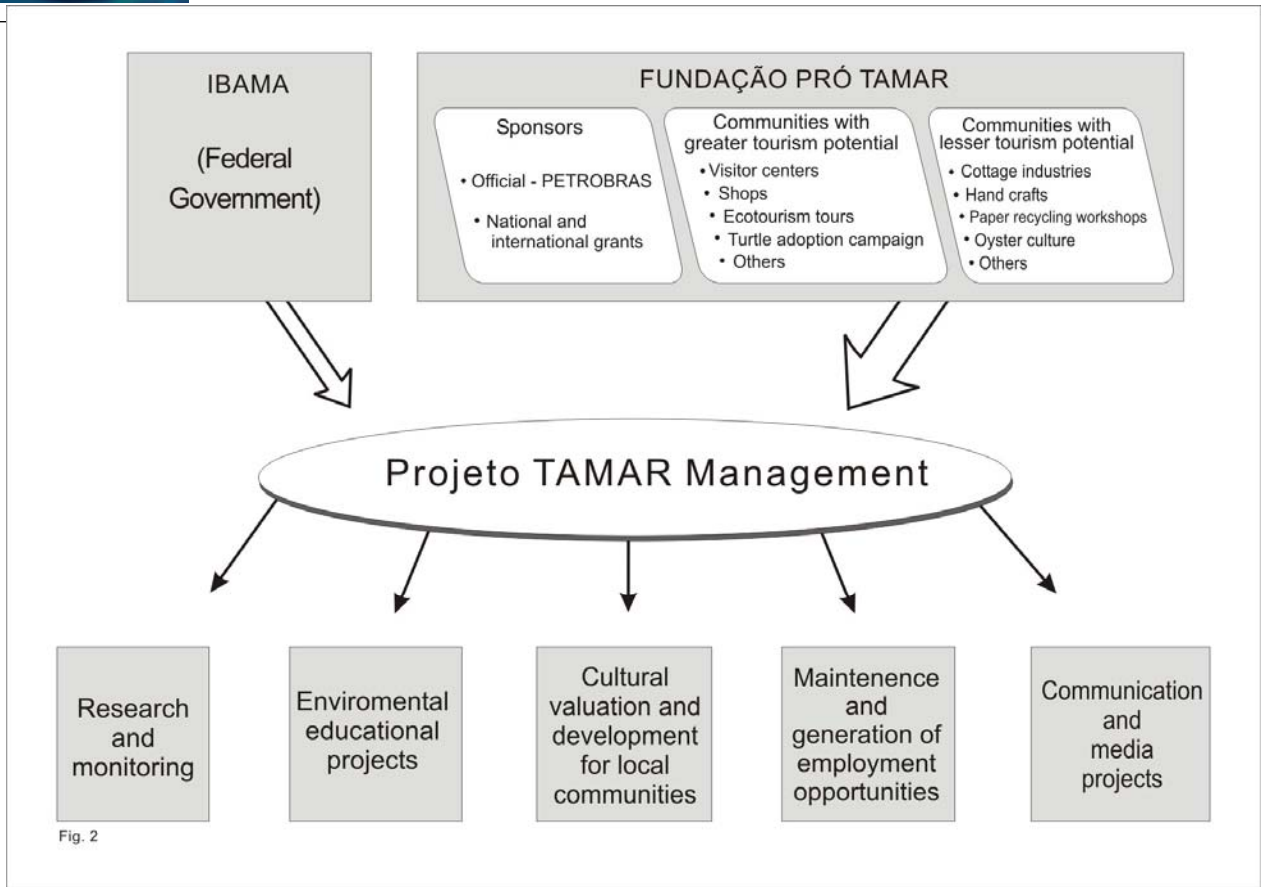 IBAMA
(Federal
Government)
FUNDAÇÃO PRÓ TAMAR
Sponsors
• Official - PETROBRAS
• National and
international grants
Communities with
greater tourism potential
• Visitor centers
• Shops
• Ecotourism tours
• Turtle adoption campaign
• Others
Communities with
lesser tourism potential
• Cottage industries
• Hand crafts
• Paper recycling workshops
• Oyster culture
• Others
Projeto TAMAR Management
Research
and
monitoring
Enviromental
educational
projects
Cultural
valuation and
development
for local
communities
Maintenence
and
generation of
employment
opportunities
Communication
and
media
projects
Fig. 2